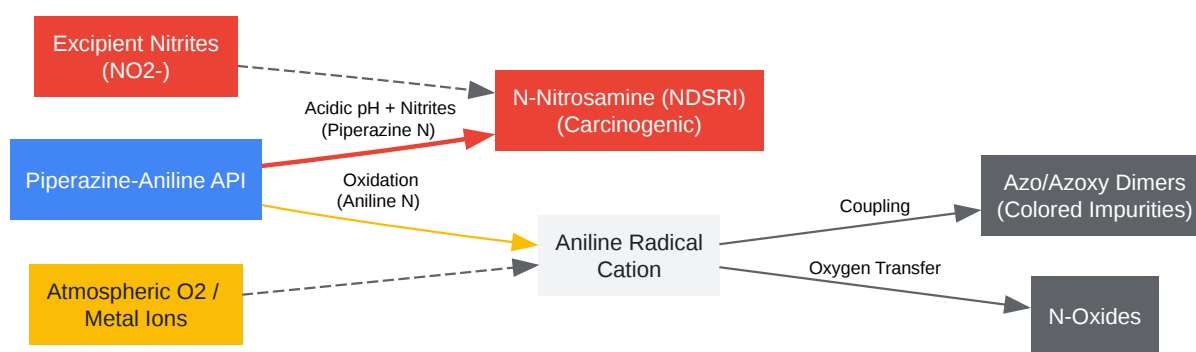 Excipient Nitrites
(NO2-)
N-Nitrosamine (NDSRI)
(Carcinogenic)
Acidic pH + Nitrites
(Piperazine N)
Piperazine-Aniline API
Oxidation
(Aniline N)
Azo/Azoxy Dimers
(Colored Impurities)
Coupling
Aniline Radical
Cation
Oxygen Transfer
Atmospheric O2 /
Metal Ions
N-Oxides